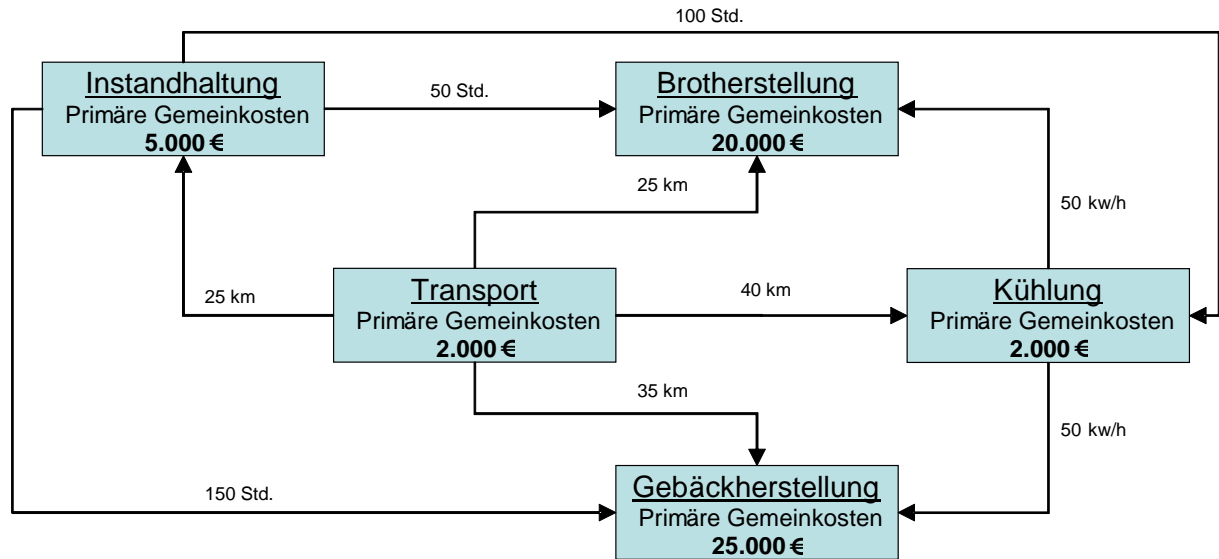 100 Std.
Instandhaltung
Primäre Gemeinkosten
5.000 €
50 Std.
Brotherstellung
Primäre Gemeinkosten
20.000 €
25 km
50 kw/h
25 km
Transport
Primäre Gemeinkosten
2.000 €
40 km
Kühlung
Primäre Gemeinkosten
2.000 €
35 km
50 kw/h
150 Std.
Gebäckherstellung
Primäre Gemeinkosten
25.000 €